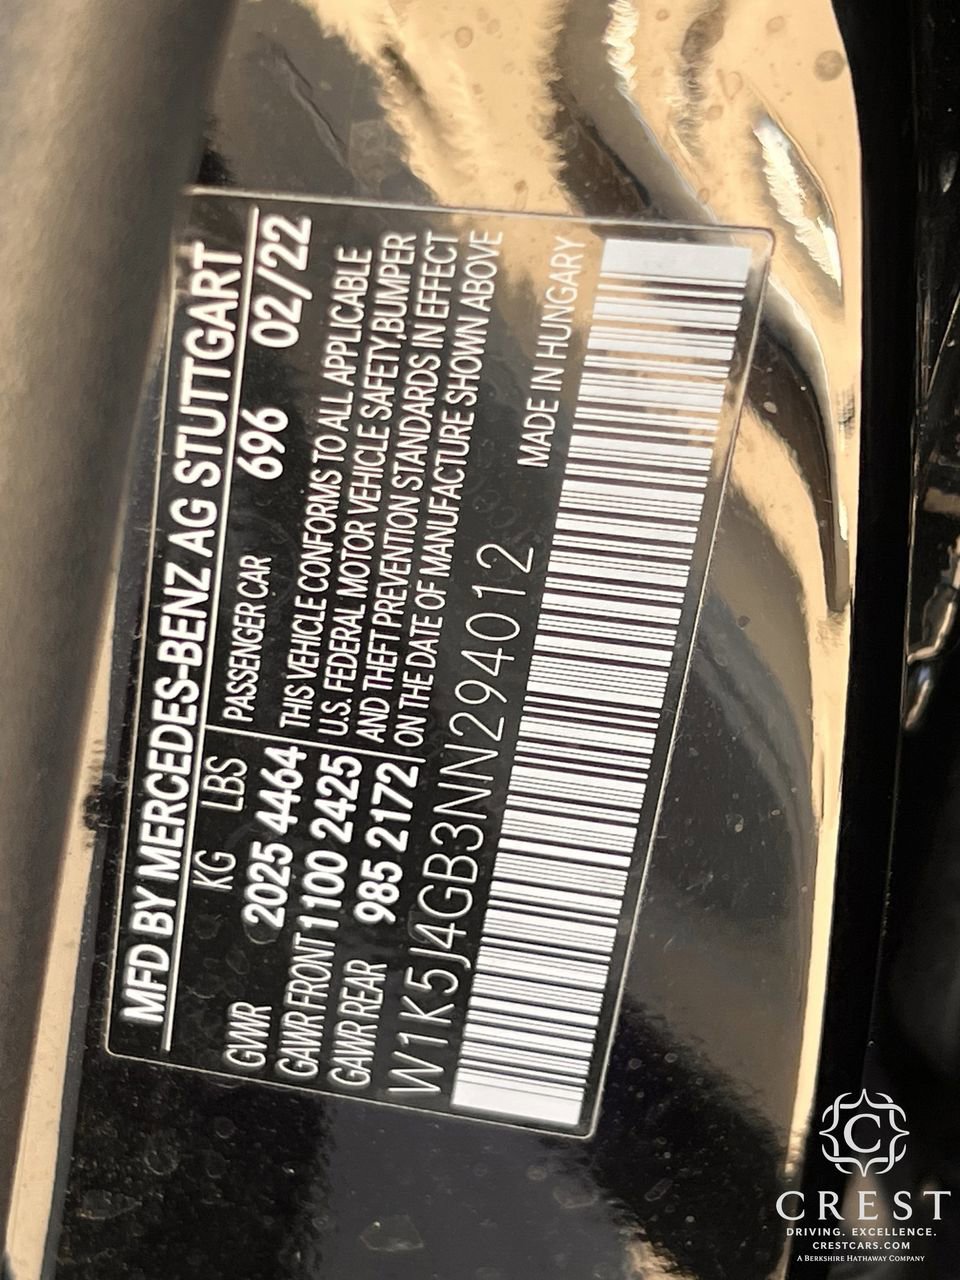 MFD BY MERCEDES-BENZ AG STUTTGART
KG LBS PASSENGER CAR 696 02/22
GVWR 2025 4464 THIS VEHICLE CONFORMS TO ALL APPLICABLE
GAWR FRONT 1100 2425 U.S. FEDERAL MOTOR VEHICLE SAFETY,BUMPER
GAWR REAR 985 2172 AND THEFT PREVENTION STANDARDS IN EFFECT
ON THE DATE OF MANUFACTURE SHOWN ABOVE
W1K5J4GB3NN294012
MADE IN HUNGARY
C
CREST
DRIVING. EXCELLENCE.
CRESTCARS.COM
A BERKSHIRE HATHAWAY COMPANY